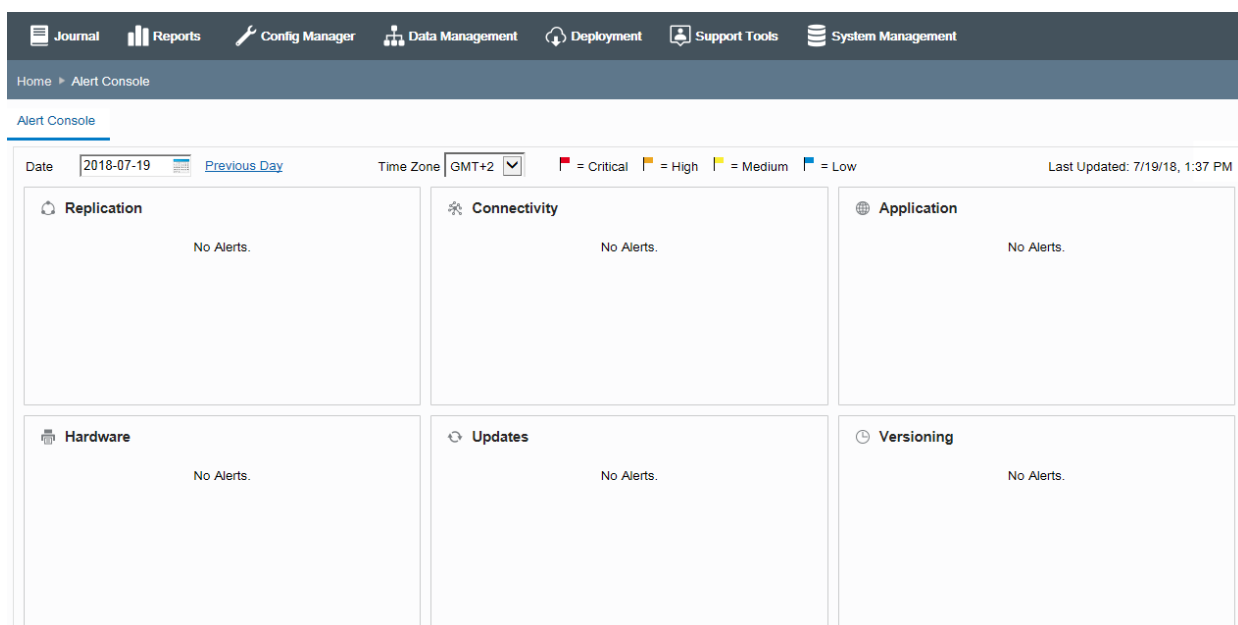 Journal Reports Config Manager Data Management Deployment Support Tools System Management
Home Alert Console
Alert Console
Date 2018-07-19 Previous Day Time Zone GMT+2 = Critical = High = Medium = Low Last Updated: 7/19/18, 1:37 PM
Replication Connectivity Application
No Alerts. No Alerts. No Alerts.
Hardware Updates Versioning
No Alerts. No Alerts. No Alerts.